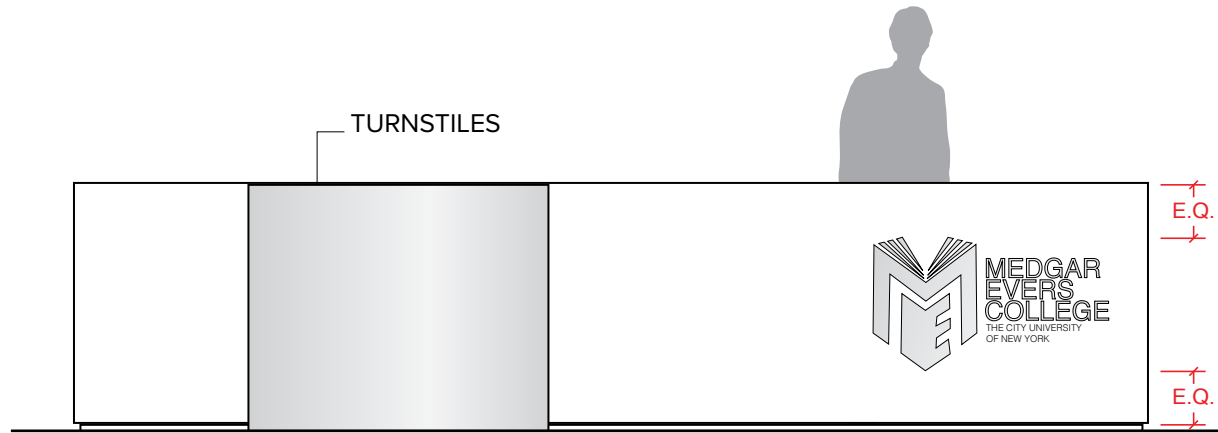 TURNSTILES
E.Q.
MEDGAR
EVERS
COLLEGE
THE CITY UNIVERSITY
OF NEW YORK
E.Q.